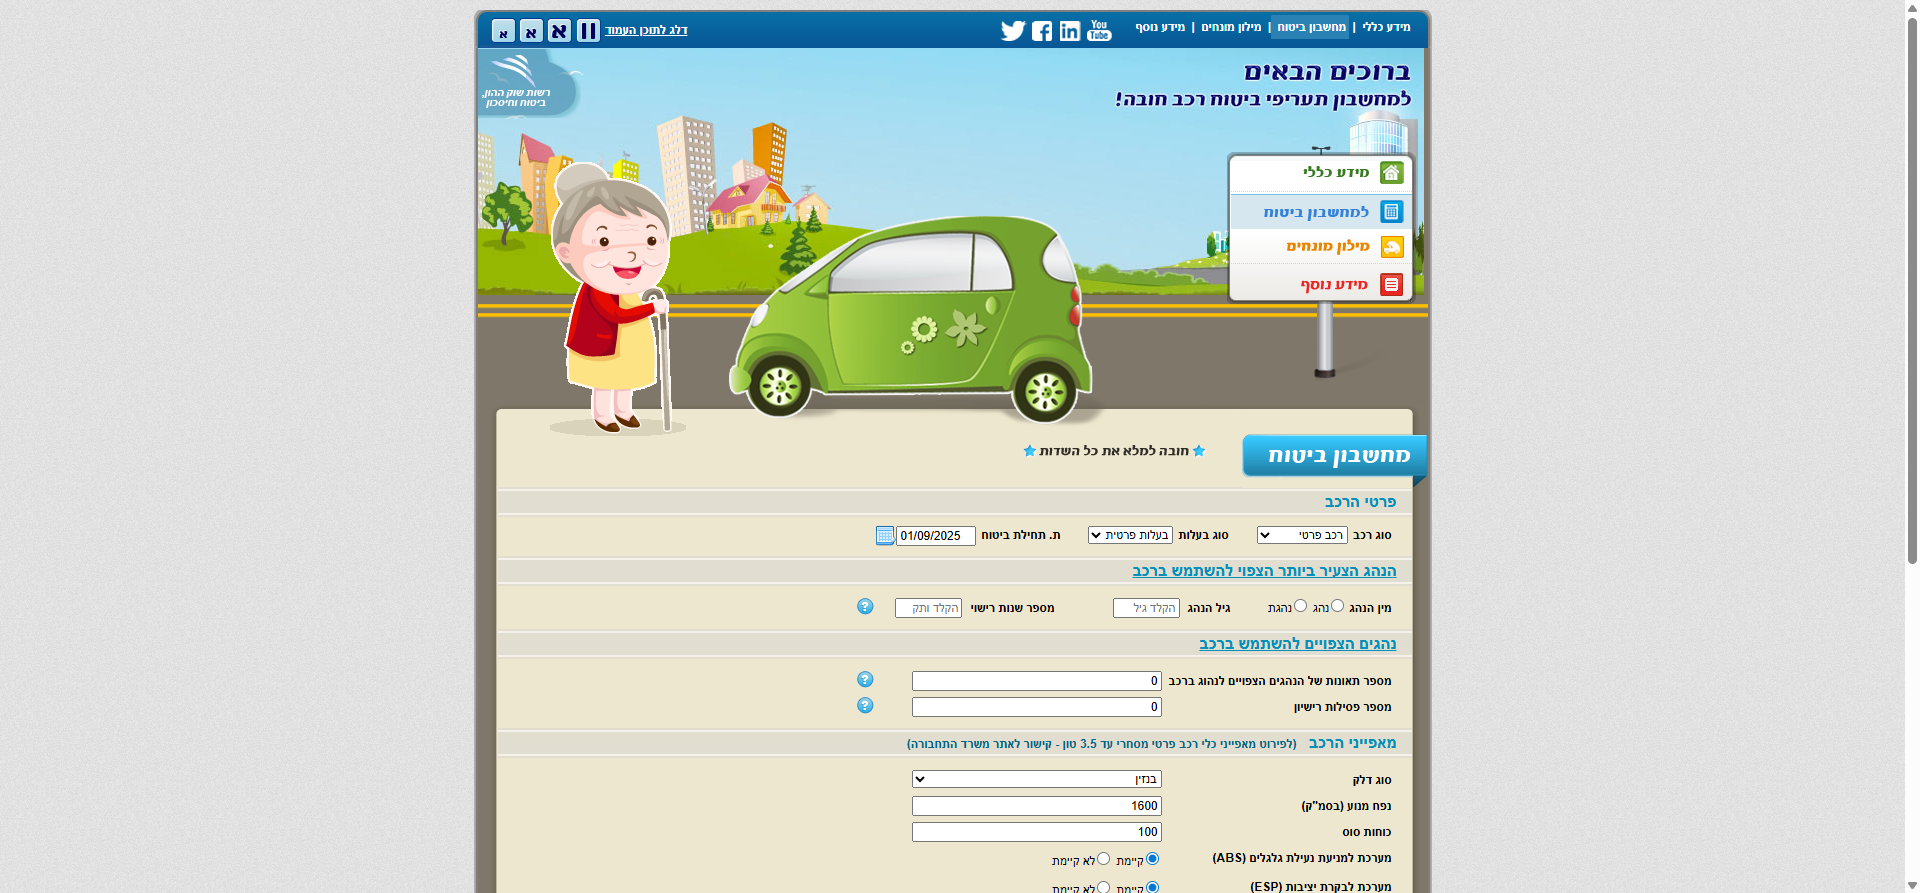 מידע כללי | מחשבון ביטוח | מילון מונחים | מידע נוסף
You Tube
in
דלג לתוכן העמוד
א א א
רשות שוק ההון,
ביטוח וחיסכון
ברוכים הבאים
למחשבון תעריפי ביטוח רכב חובה!
מידע כללי
למחשבון ביטוח
מילון מונחים
מידע נוסף
מחשבון ביטוח
חובה למלא את כל השדות
פרטי הרכב
סוג רכב רכב פרטי סוג בעלות בעלות פרטית ת. תחילת ביטוח 01/09/2025
הנהג הצעיר ביותר הצפוי להשתמש ברכב
מין הנהג נהג נהגת גיל הנהג הקלד גיל מספר שנות רישוי הקלד ותק ?
נהגים הצפויים להשתמש ברכב
מספר תאונות של הנהגים הצפויים לנהוג ברכב 0 ?
מספר פסילות רישיון 0 ?
מאפייני הרכב (לפירוט מאפייני כלי רכב פרטי מסחרי עד 3.5 טון - קישור לאתר משרד התחבורה)
סוג דלק בנזין
נפח מנוע (בסמ"ק) 1600
כוחות סוס 100
מערכת למניעת נעילת גלגלים (ABS) קיימת לא קיימת
מערכת לבקרת יציבות (ESP) קיימת לא קיימת